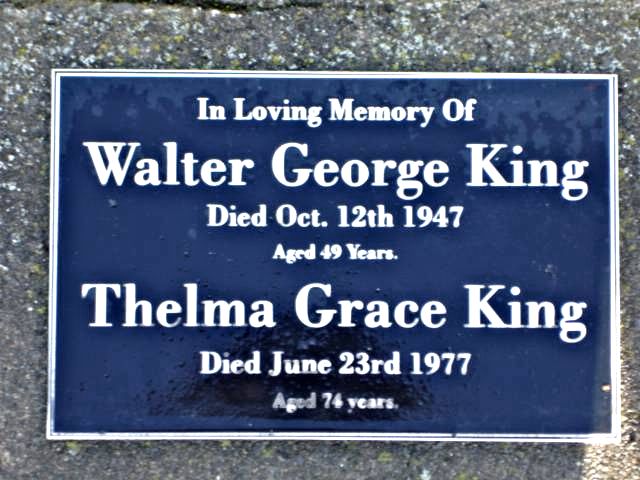 In Loving Memory Of
Walter George King
Died Oct. 12th 1947
Aged 49 Years.
Thelma Grace King
Died June 23rd 1977
Aged 74 years.